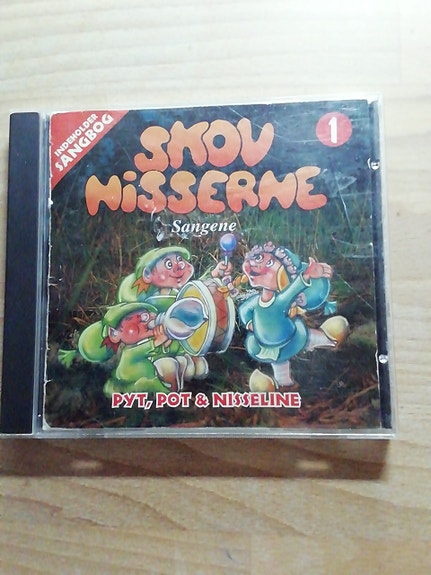 INDEHOLDER
SANGBOG
SKOV
NISSERNE
1
Sangene
PYT, POT & NISSELINE